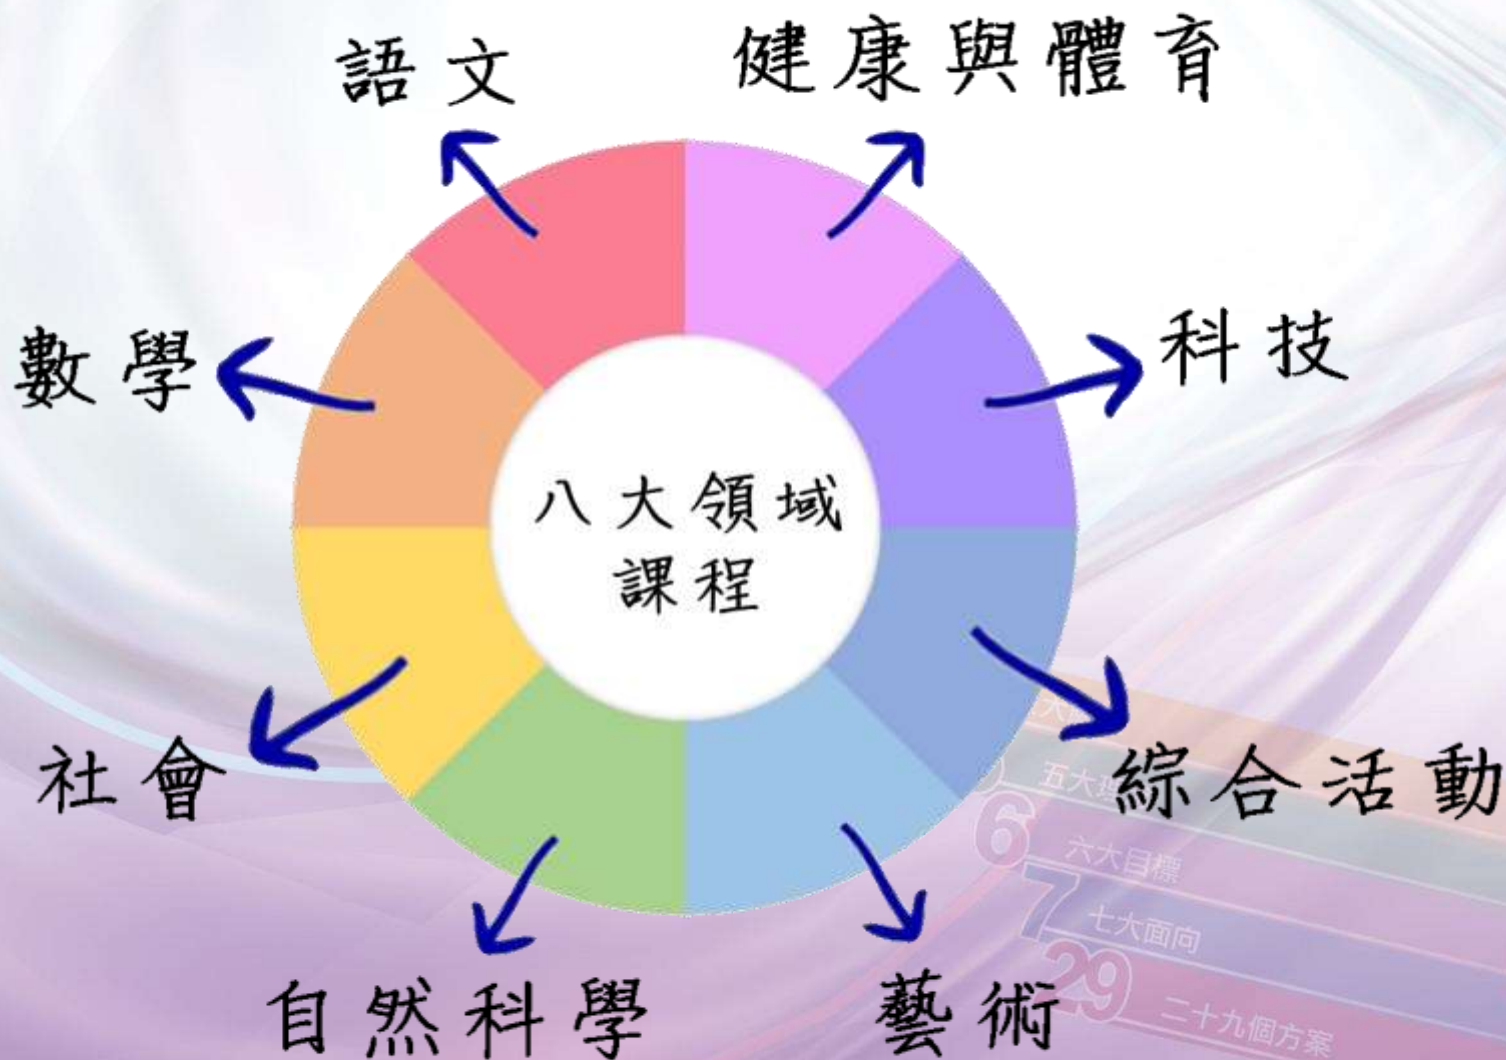 語文
健康與體育
數學
科技
八大領域
課程
社會
綜合活動
自然科學
藝術
五大理
6 六大目標
7 七大面向
29 二十九個方案